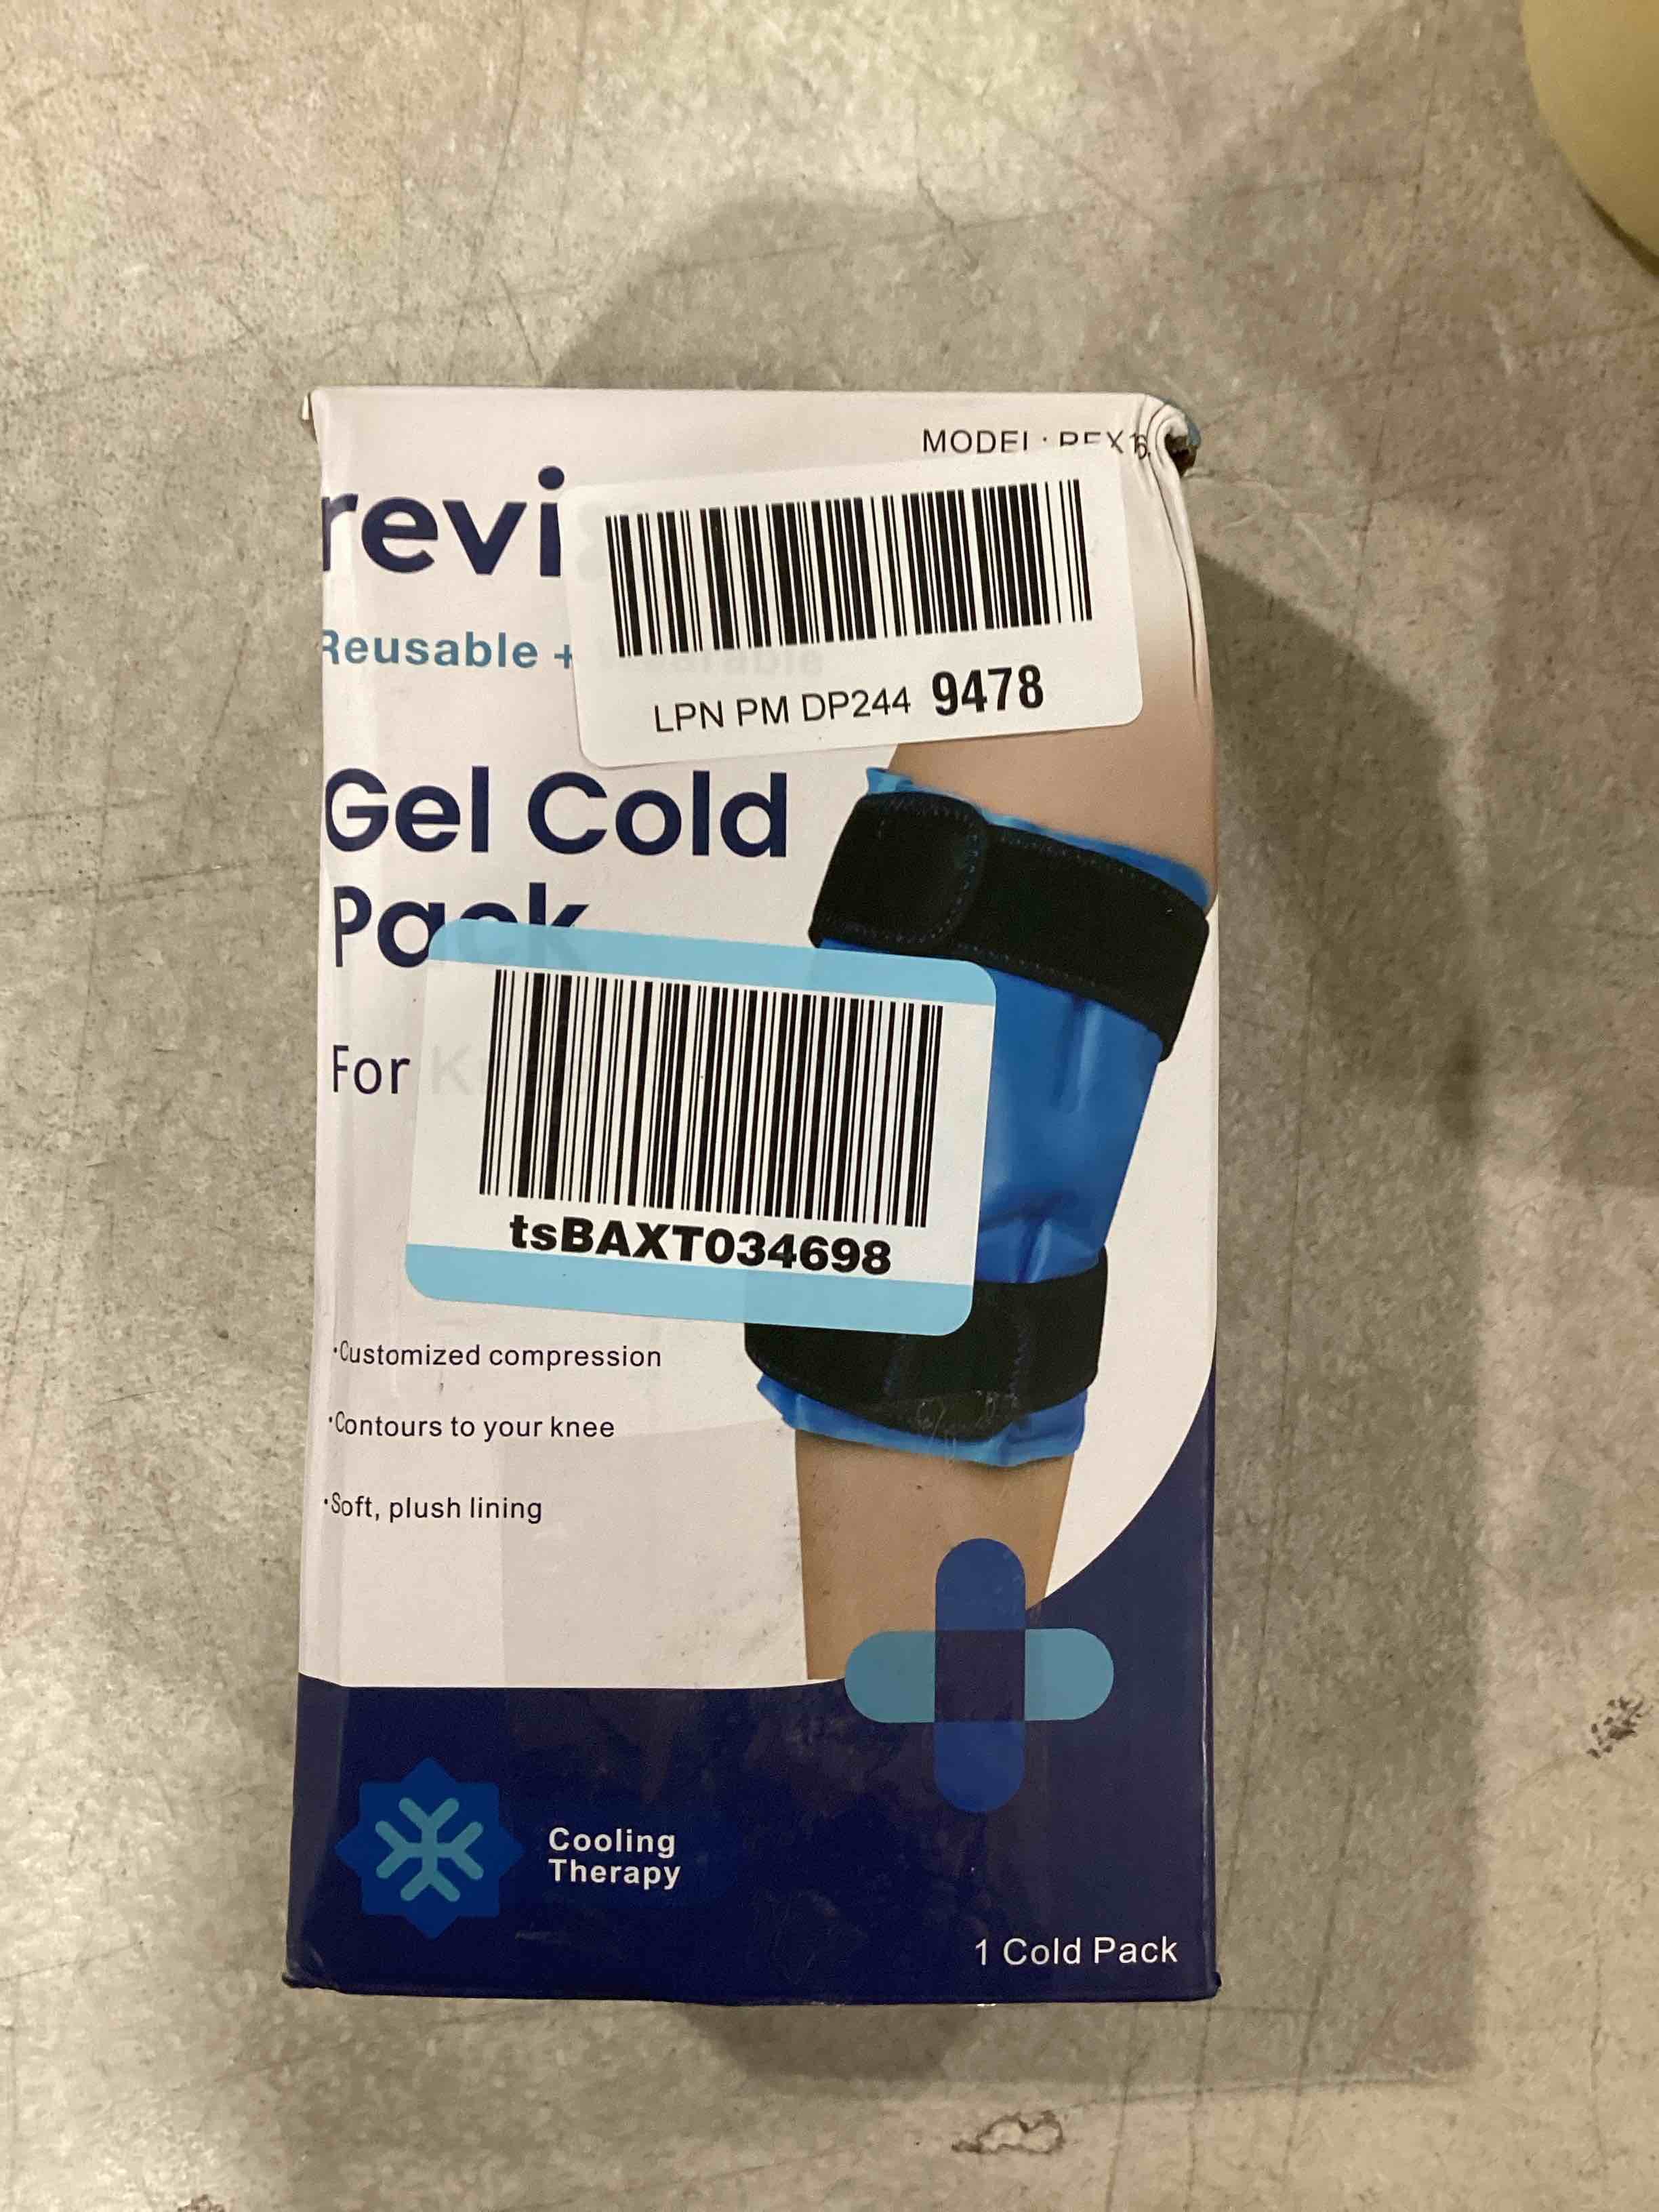 revi
Reusable +
LPN PM DP244 9478
Gel Cold
Pack
For
tsBAXT034698
·Customized compression
·Contours to your knee
·Soft, plush lining
Cooling
Therapy
1 Cold Pack